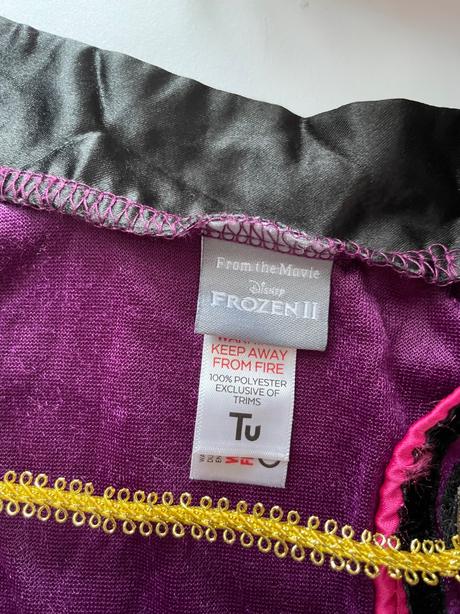 From the Movie
Disney
FROZEN II
KEEP AWAY
FROM FIRE
100% POLYESTER
EXCLUSIVE OF
TRIMS
Tu